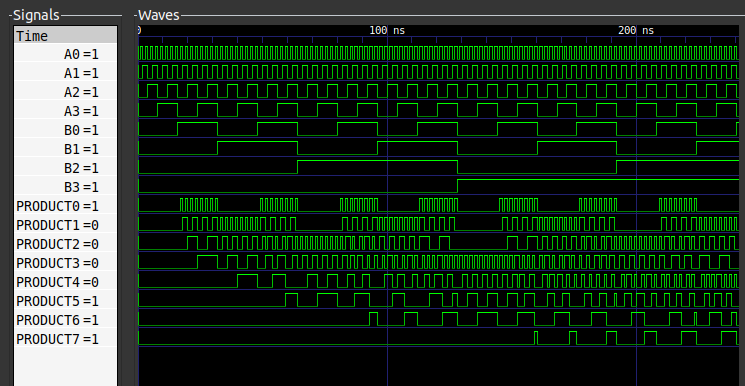 Signals
Waves
Time
0
100 ns
200 ns
A0 =1
A1 =1
A2 =1
A3 =1
B0 =1
B1 =1
B2 =1
B3 =1
PRODUCT0 =1
PRODUCT1 =0
PRODUCT2 =0
PRODUCT3 =0
PRODUCT4 =0
PRODUCT5 =1
PRODUCT6 =1
PRODUCT7 =1